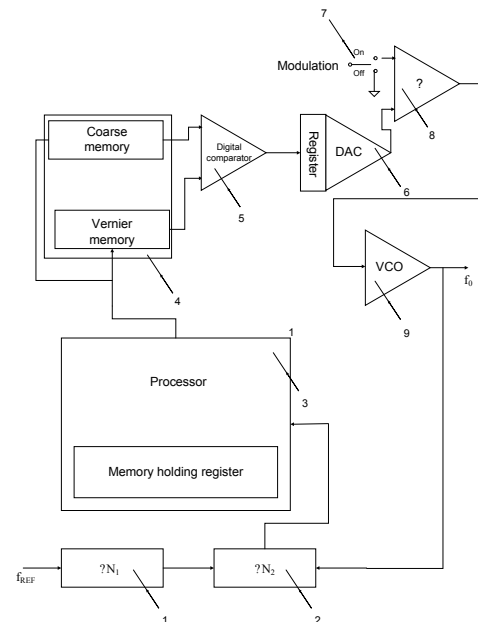 7
On
Modulation
Off
?
8
Coarse
memory
Digital
comparator
5
Register
DAC
6
Vernier
memory
4
VCO
f0
9
1
Processor
3
Memory holding register
fREF
?N1
?N2
1
2